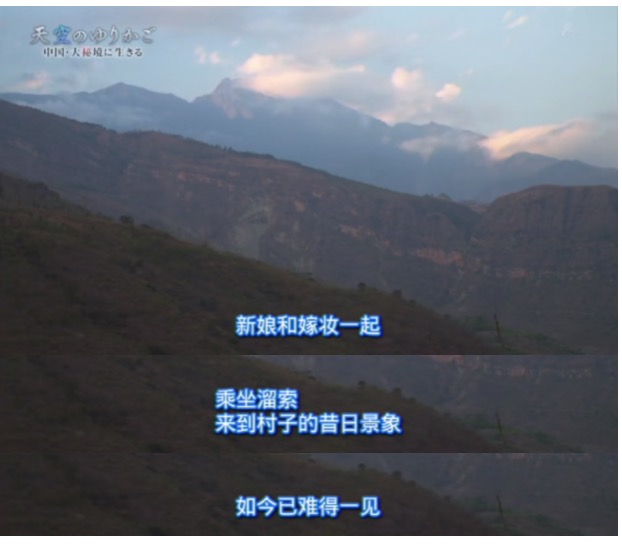 天空のゆりかご
中国・大秘境に生きる
新娘和嫁妆一起
乘坐溜索
来到村子的昔日景象
如今已难得一见